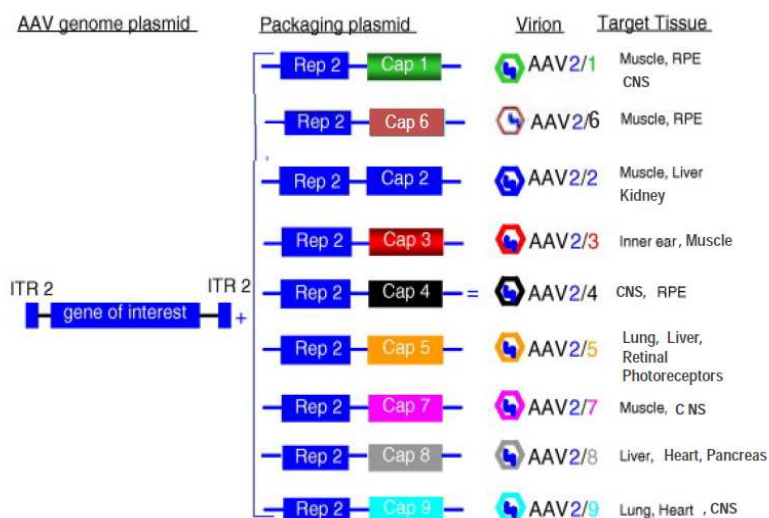 AAV genome plasmid Packaging plasmid Virion Target Tissue
Rep 2 Cap 1 AAV2/1 Muscle, RPE
CNS
Rep 2 Cap 6 AAV2/6 Muscle, RPE
Rep 2 Cap 2 AAV2/2 Muscle, Liver
Kidney
Rep 2 Cap 3 AAV2/3 Inner ear, Muscle
ITR 2 gene of interest ITR 2 +
Rep 2 Cap 4 = AAV2/4 CNS, RPE
Rep 2 Cap 5 AAV2/5 Lung, Liver,
Retinal
Photoreceptors
Rep 2 Cap 7 AAV2/7 Muscle, CNS
Rep 2 Cap 8 AAV2/8 Liver, Heart, Pancreas
Rep 2 Cap 9 AAV2/9 Lung, Heart , CNS